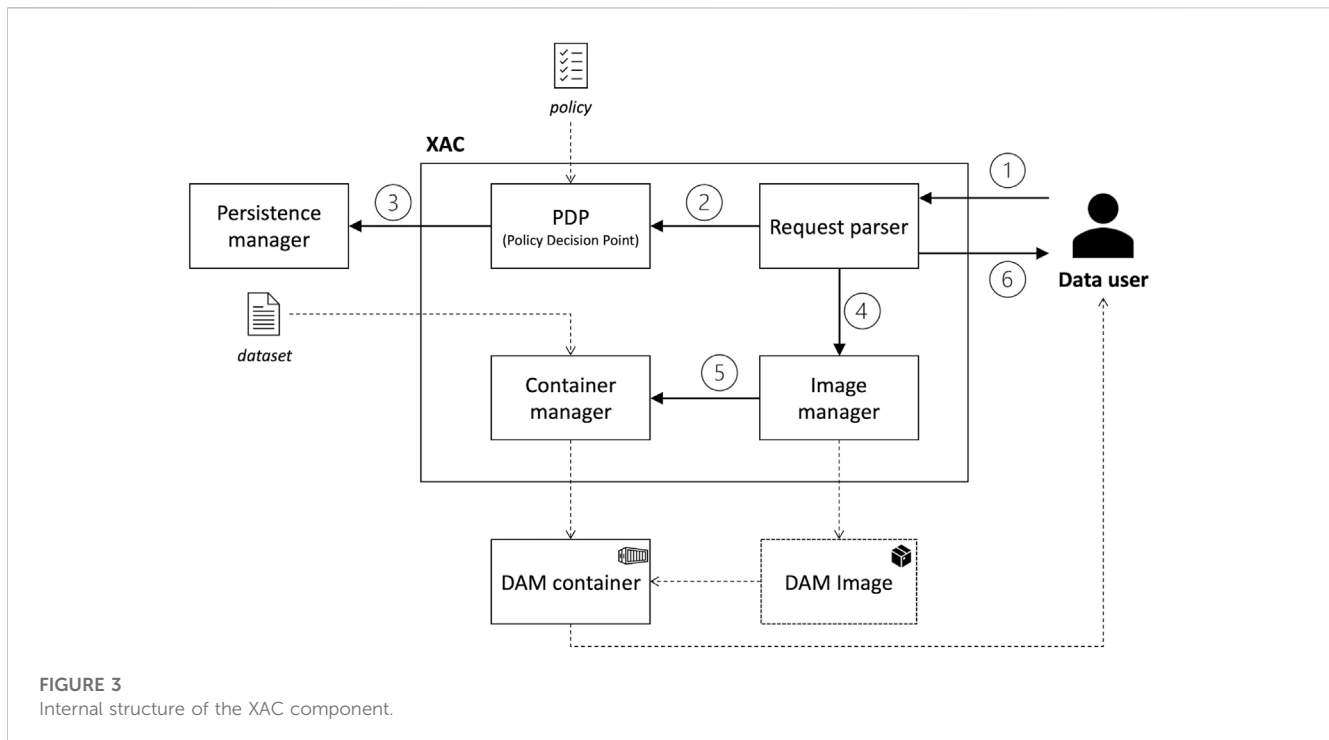 policy
XAC
1
Persistence
manager
3
PDP
(Policy Decision Point)
2
Request parser
6
Data user
dataset
4
Container
manager
5
Image
manager
DAM container
DAM Image
FIGURE 3
Internal structure of the XAC component.